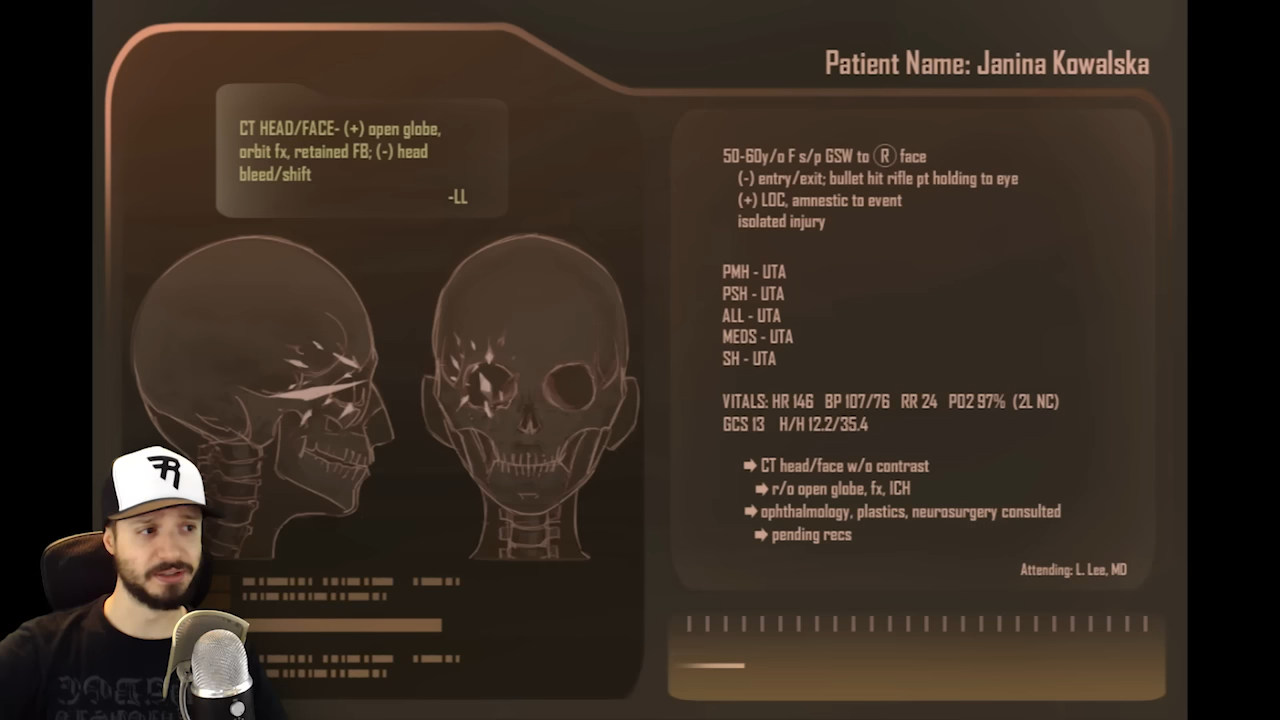 Patient Name: Janina Kowalska
CT HEAD/FACE- (+) open globe,
orbit fx, retained FB; (-) head
bleed/shift
-LL
50-60y/o F s/p GSW to Ⓡ face
(-) entry/exit; bullet hit rifle pt holding to eye
(+) LOC, amnestic to event
isolated injury
PMH - UTA
PSH - UTA
ALL - UTA
MEDS - UTA
SH - UTA
VITALS: HR 146 BP 107/76 RR 24 PO2 97% (2L NC)
GCS 13 H/H 12.2/35.4
➡ CT head/face w/o contrast
➡ r/o open globe, fx, ICH
➡ ophthalmology, plastics, neurosurgery consulted
➡ pending recs
Attending: L. Lee, MD